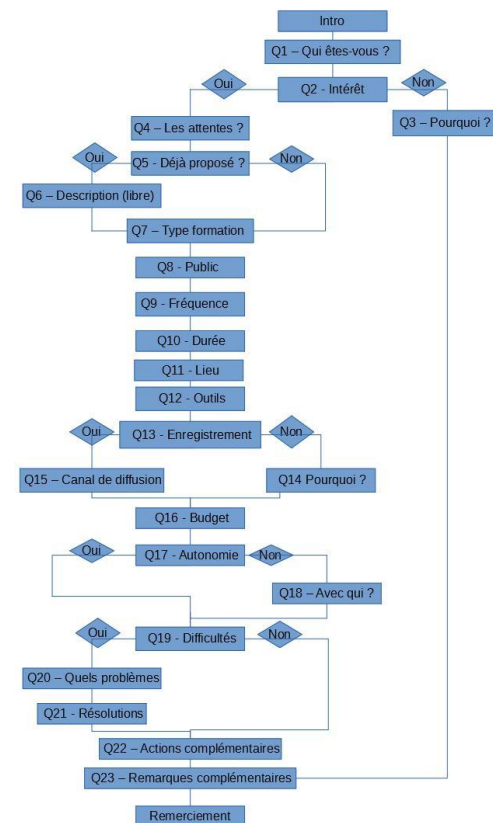 Intro
Q1 – Qui êtes-vous ?
Oui
Non
Q2 - Intérêt
Q3 – Pourquoi ?
Q4 – Les attentes ?
Oui
Q5 - Déjà proposé ?
Non
Q6 – Description (libre)
Q7 – Type formation
Q8 - Public
Q9 - Fréquence
Q10 - Durée
Q11 - Lieu
Q12 - Outils
Oui
Q13 - Enregistrement
Non
Q15 – Canal de diffusion
Q14 Pourquoi ?
Q16 - Budget
Oui
Q17 - Autonomie
Non
Q18 – Avec qui ?
Oui
Q19 - Difficultés
Non
Q20 – Quels problèmes
Q21 - Résolutions
Q22 – Actions complémentaires
Q23 – Remarques complémentaires
Remerciement